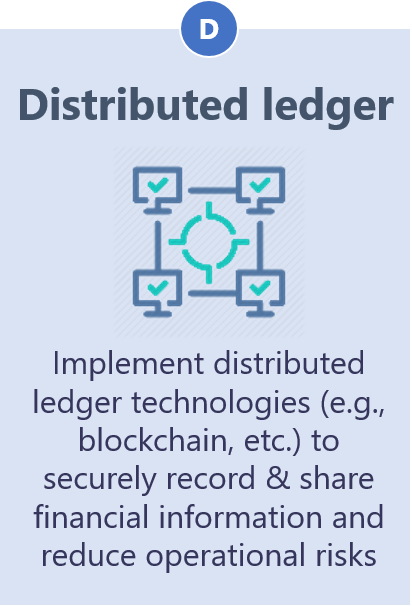 D
Distributed ledger
Implement distributed
ledger technologies (e.g.,
blockchain, etc.) to
securely record & share
financial information and
reduce operational risks